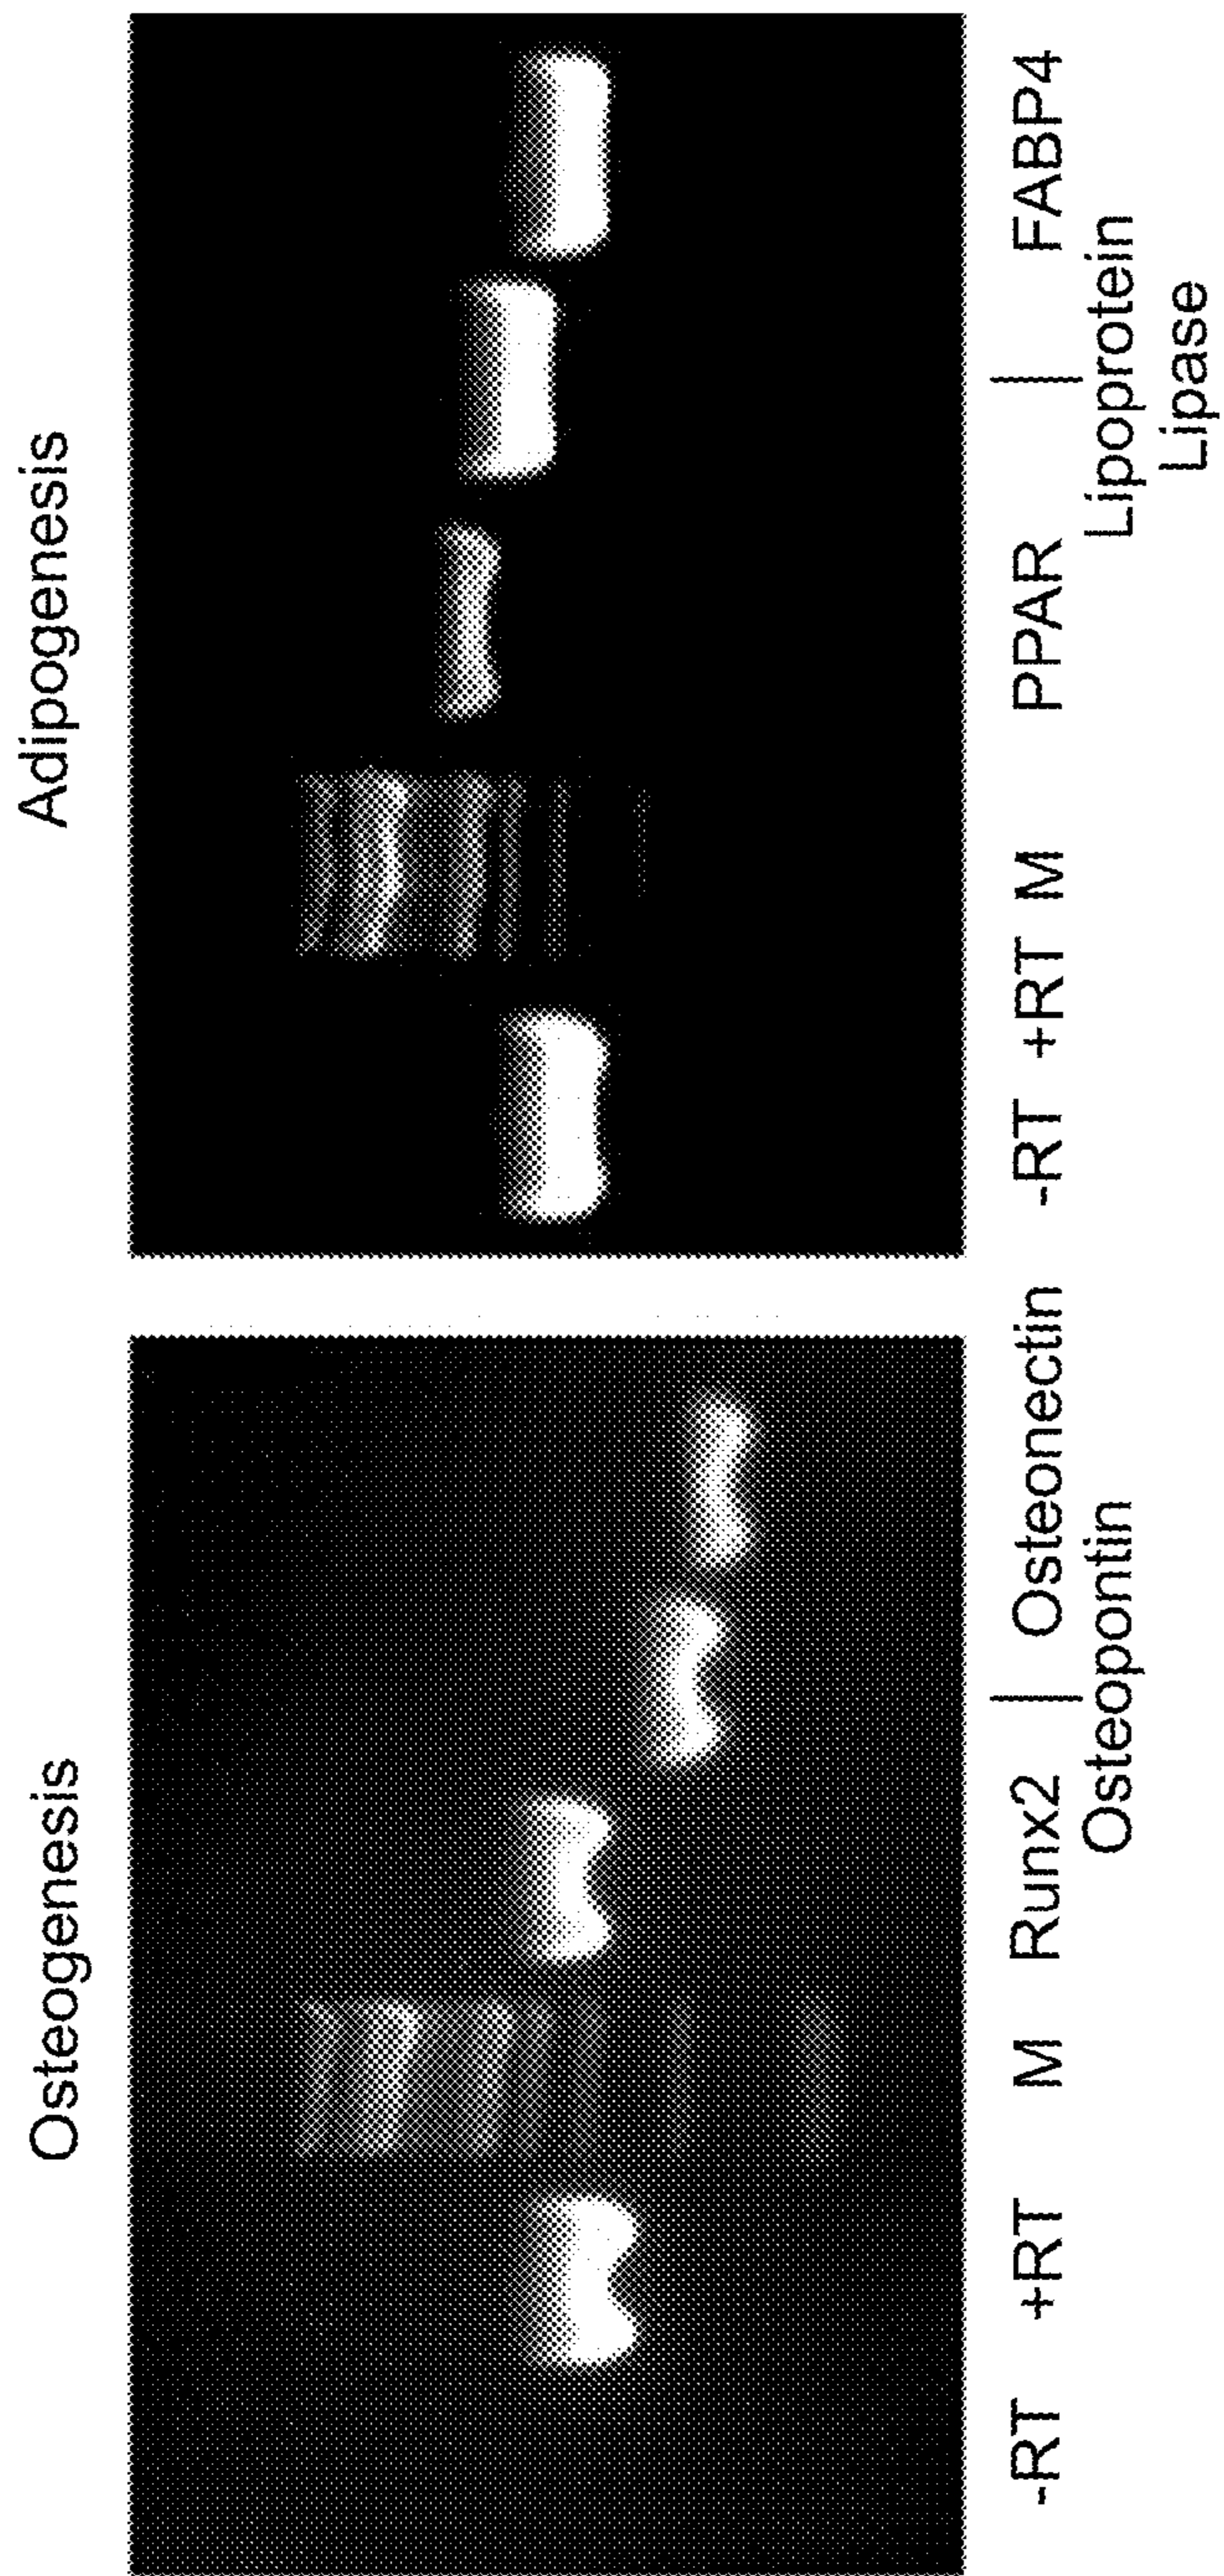 Osteogenesis
-RT +RT M Runx2 Osteonectin
Osteopontin
Adipogenesis
-RT +RT M PPAR FABP4
Lipoprotein
Lipase